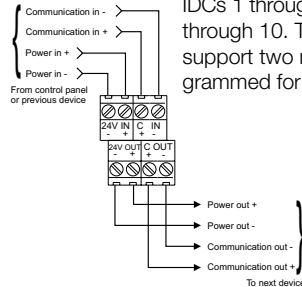 Communication in -
Communication in +
Power in +
Power in -
From control panel
or previous device
IDCs 1 throug
through 10. T
support two r
grammed for
24V IN C IN
- + + -
24V OUT C OUT
- + + -
Power out +
Power out -
Communication out -
Communication out +
To next device